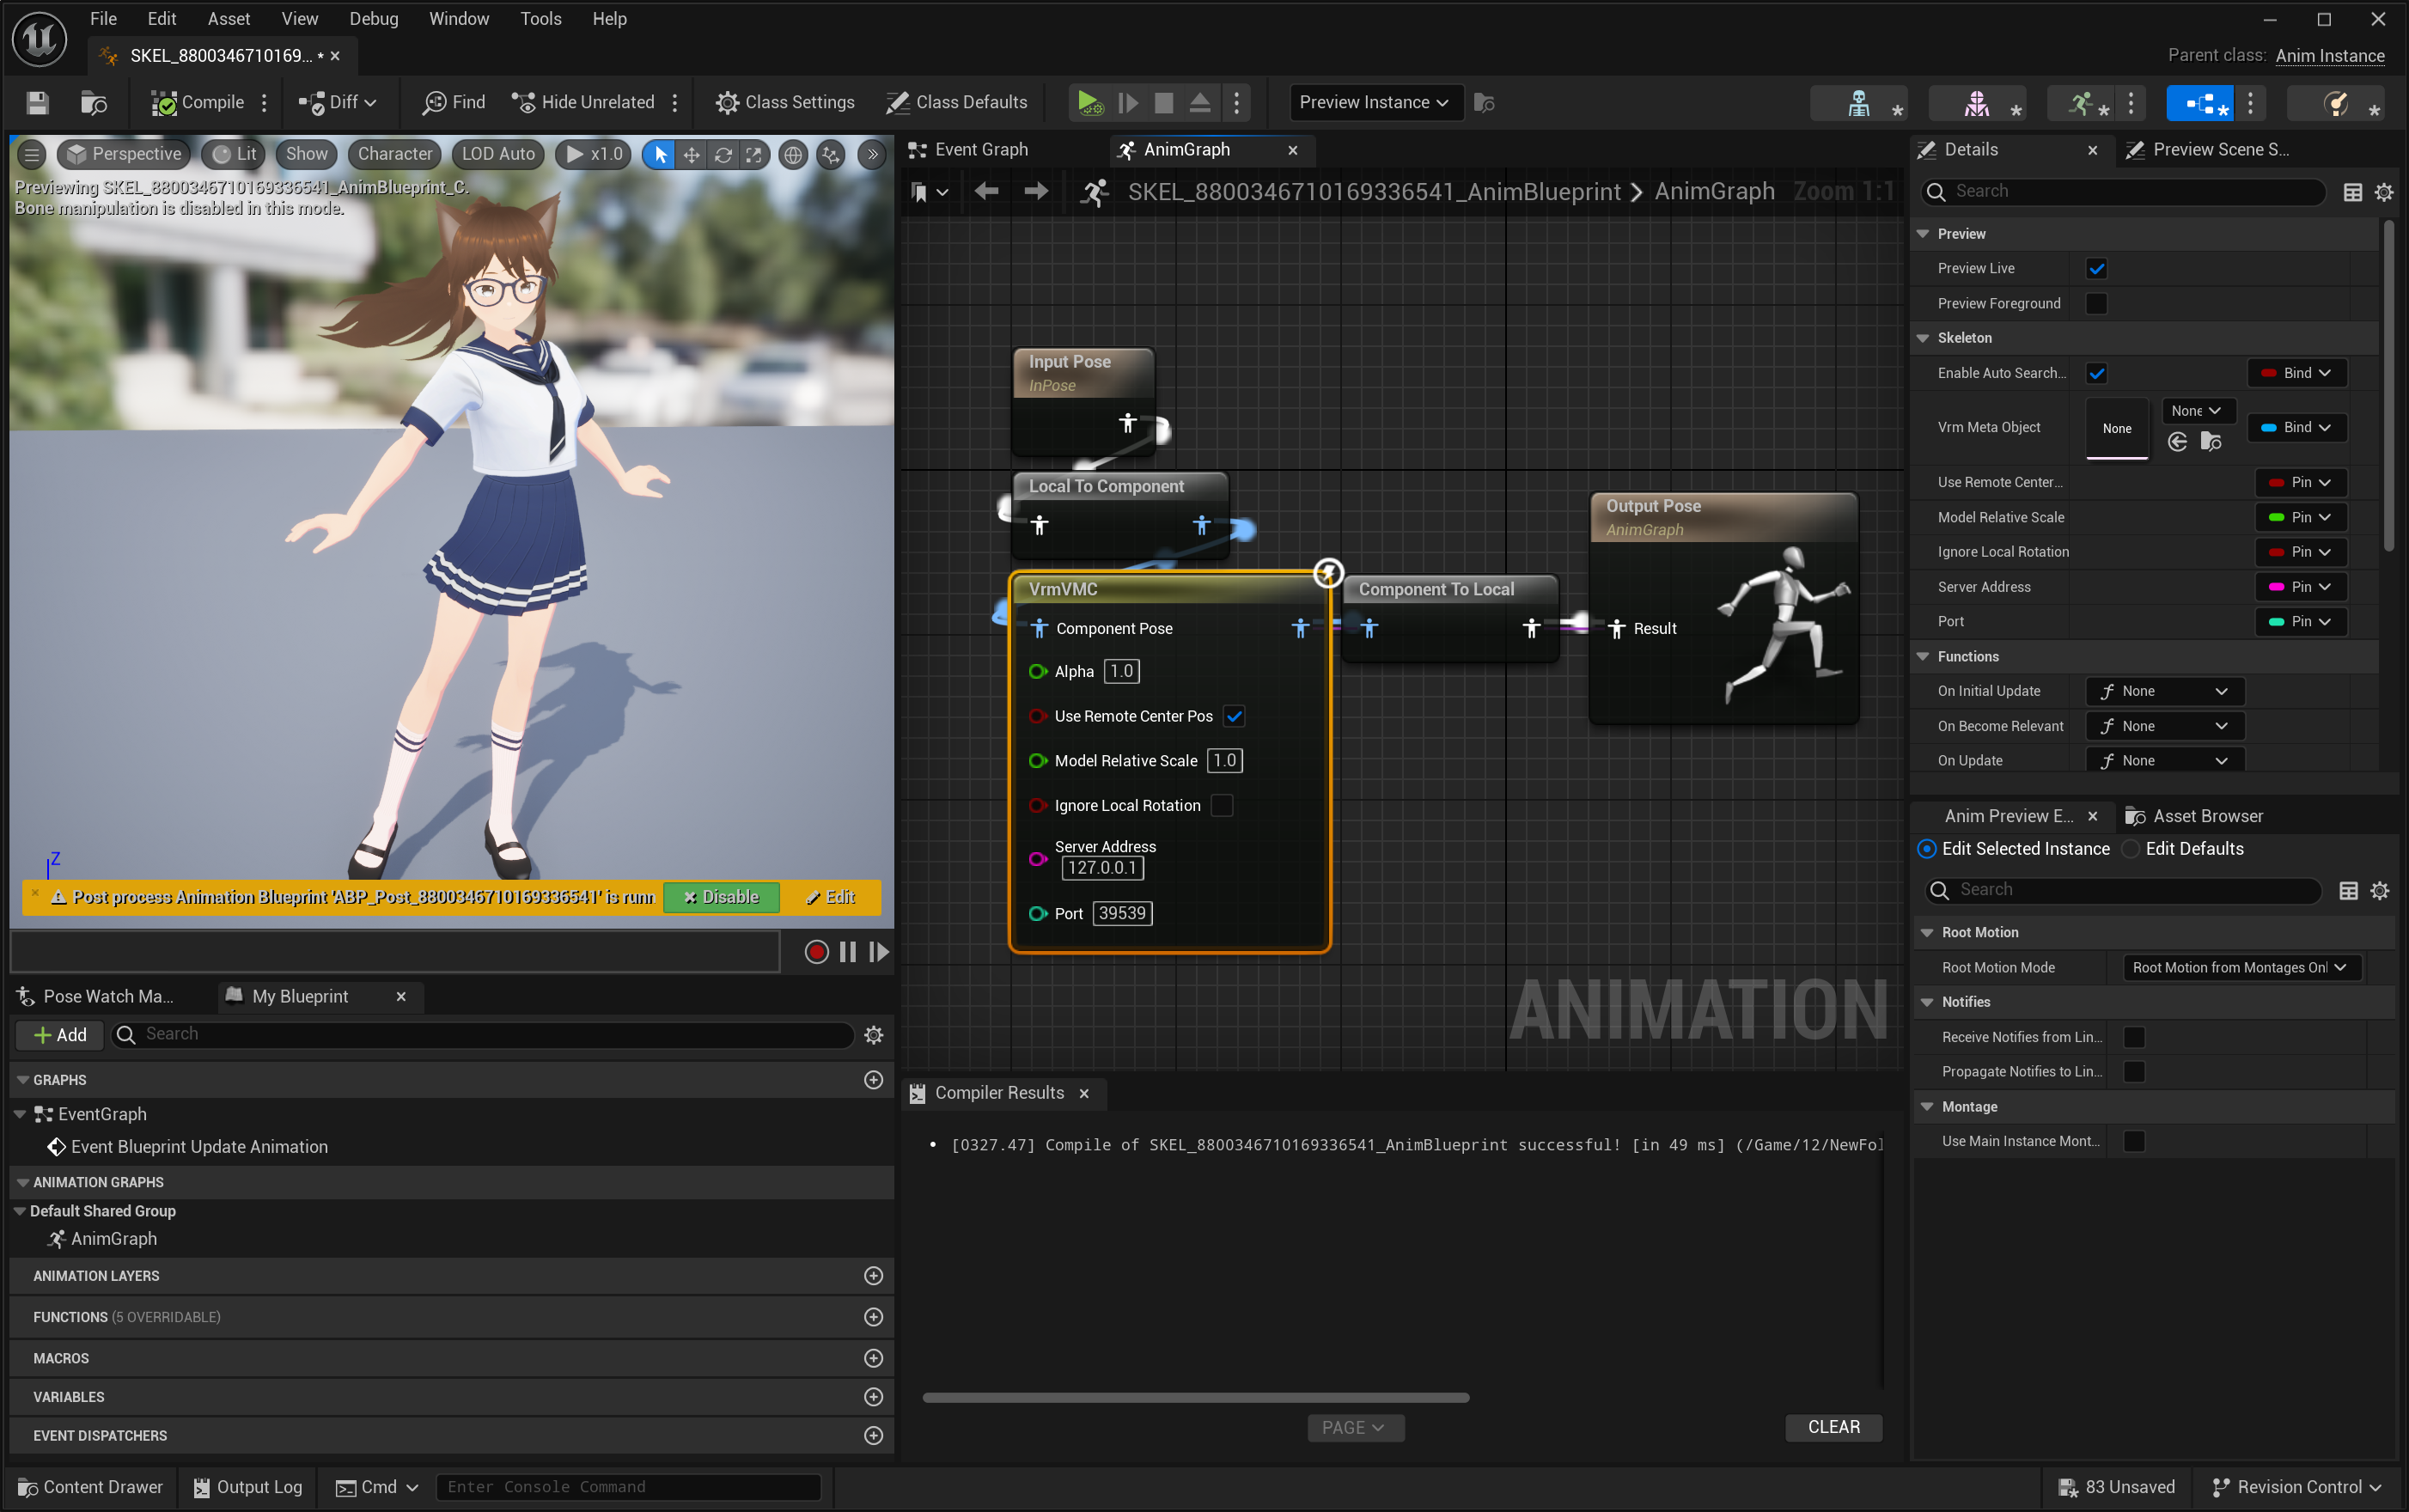 File Edit Asset View Debug Window Tools Help
SKEL_8800346710169... *
Parent class: Anim Instance
Compile
Diff
Find
Hide Unrelated
Class Settings
Class Defaults
Preview Instance
Perspective
Lit
Show
Character
LOD Auto
x1.0
Previewing SKEL_8800346710169336541_AnimBlueprint_C.
Bone manipulation is disabled in this mode.
Z
Post process Animation Blueprint 'ABP_Post_8800346710169336541' is runn
Disable
Edit
Pose Watch Ma...
My Blueprint
Add
Search
GRAPHS
EventGraph
Event Blueprint Update Animation
ANIMATION GRAPHS
Default Shared Group
AnimGraph
ANIMATION LAYERS
FUNCTIONS (5 OVERRIDABLE)
MACROS
VARIABLES
EVENT DISPATCHERS
Event Graph
AnimGraph
SKEL_8800346710169336541_AnimBlueprint > AnimGraph
Zoom 1:1
Input Pose
InPose
Local To Component
VrmVMC
Component Pose
Alpha 1.0
Use Remote Center Pos
Model Relative Scale 1.0
Ignore Local Rotation
Server Address
127.0.0.1
Port 39539
Component To Local
Output Pose
AnimGraph
Result
ANIMATION
Compiler Results
• [0327.47] Compile of SKEL_8800346710169336541_AnimBlueprint successful! [in 49 ms] (/Game/12/NewFol
PAGE
CLEAR
Details
Preview Scene S...
Search
Preview
Preview Live
Preview Foreground
Skeleton
Enable Auto Search... Bind
Vrm Meta Object None None Bind
Use Remote Center... Pin
Model Relative Scale Pin
Ignore Local Rotation Pin
Server Address Pin
Port Pin
Functions
On Initial Update None
On Become Relevant None
On Update None
Anim Preview E...
Asset Browser
Edit Selected Instance
Edit Defaults
Search
Root Motion
Root Motion Mode Root Motion from Montages Onl
Notifies
Receive Notifies from Lin...
Propagate Notifies to Lin...
Montage
Use Main Instance Mont...
Content Drawer
Output Log
Cmd
Enter Console Command
83 Unsaved
Revision Control